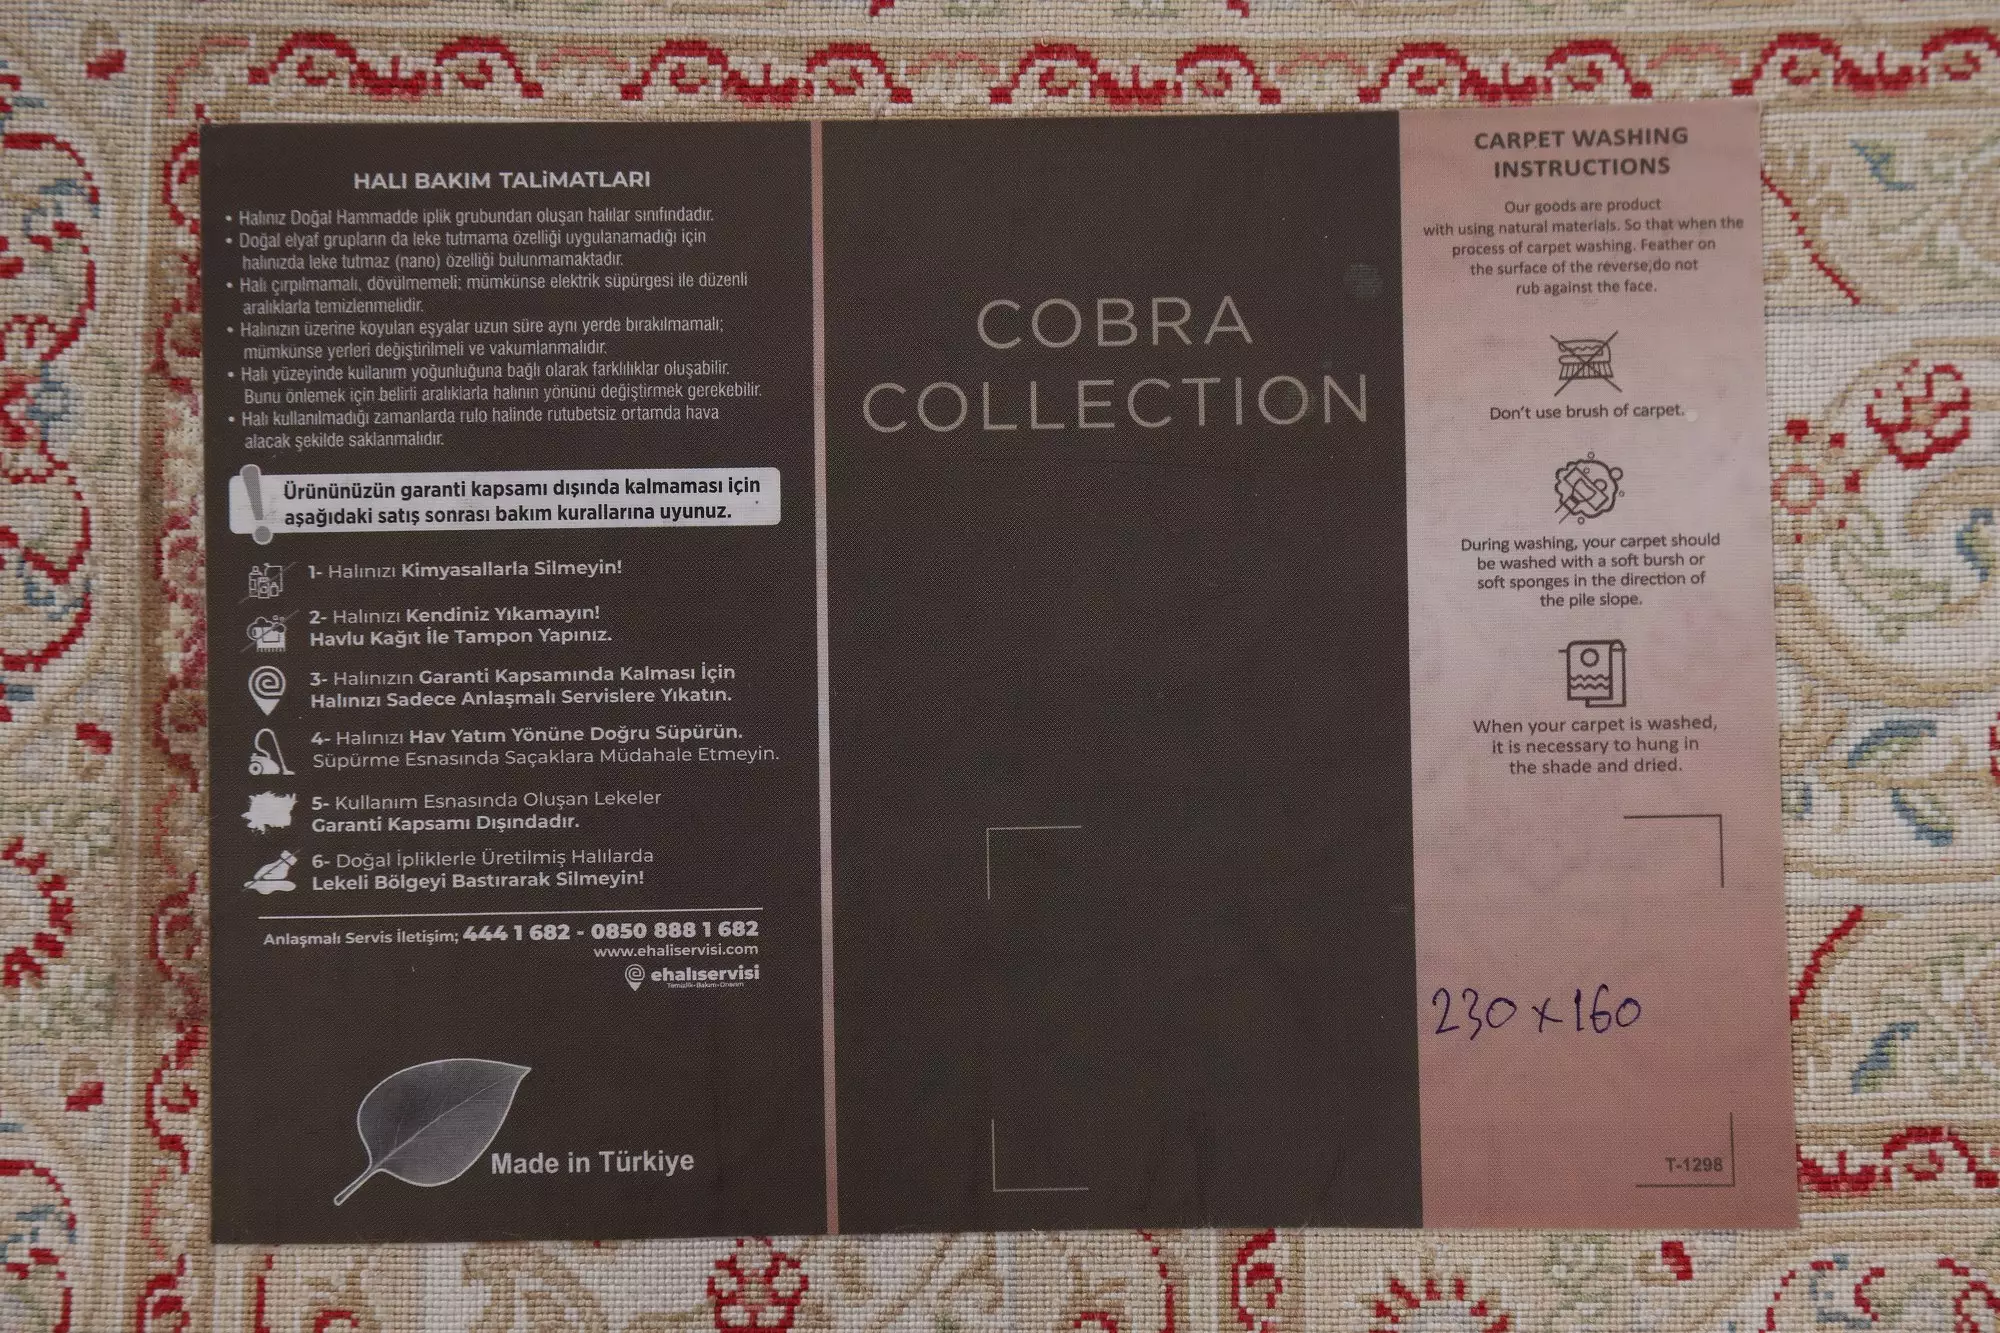 HALI BAKIM TALiMATLARI
• Halınız Doğal Hammadde iplik grubundan oluşan halılar sınıfındadır.
• Doğal elyaf grupların da leke tutmama özelliği uygulanamadığı için
halınızda leke tutmaz (nano) özelliği bulunmamaktadır.
• Halı çırpılmamalı, dövülmemeli; mümkünse elektrik süpürgesi ile düzenli
aralıklarla temizlenmelidir.
• Halınızın üzerine koyulan eşyalar uzun süre aynı yerde bırakılmamalı;
mümkünse yerleri değiştirilmeli ve vakumlanmalıdır.
• Halı yüzeyinde kullanım yoğunluğuna bağlı olarak farklılıklar oluşabilir.
Bunu önlemek için belirli aralıklarla halının yönünü değiştirmek gerekebilir.
• Halı kullanılmadığı zamanlarda rulo halinde rutubetsiz ortamda hava
alacak şekilde saklanmalıdır.
Ürününüzün garanti kapsamı dışında kalmaması için
aşağıdaki satış sonrası bakım kurallarına uyunuz.
1- Halınızı Kimyasallarla Silmeyin!
2- Halınızı Kendiniz Yıkamayın!
Havlu Kağıt İle Tampon Yapınız.
3- Halınızın Garanti Kapsamında Kalması İçin
Halınızı Sadece Anlaşmalı Servislere Yıkatın.
4- Halınızı Hav Yatım Yönüne Doğru Süpürün.
Süpürme Esnasında Saçaklara Müdahale Etmeyin.
5- Kullanım Esnasında Oluşan Lekeler
Garanti Kapsamı Dışındadır.
6- Doğal İpliklerle Üretilmiş Halılarda
Lekeli Bölgeyi Bastırarak Silmeyin!
Anlaşmalı Servis İletişim; 444 1 682 - 0850 888 1 682
www.ehaliservisi.com
ehalıservisi
Temizlik-Bakım-Onarım
Made in Türkiye
COBRA
COLLECTION
CARPET WASHING
INSTRUCTIONS
Our goods are product
with using natural materials. So that when the
process of carpet washing. Feather on
the surface of the reverse,do not
rub against the face.
Don't use brush of carpet.
During washing, your carpet should
be washed with a soft bursh or
soft sponges in the direction of
the pile slope.
When your carpet is washed,
it is necessary to hung in
the shade and dried.
230 x 160
T-1298